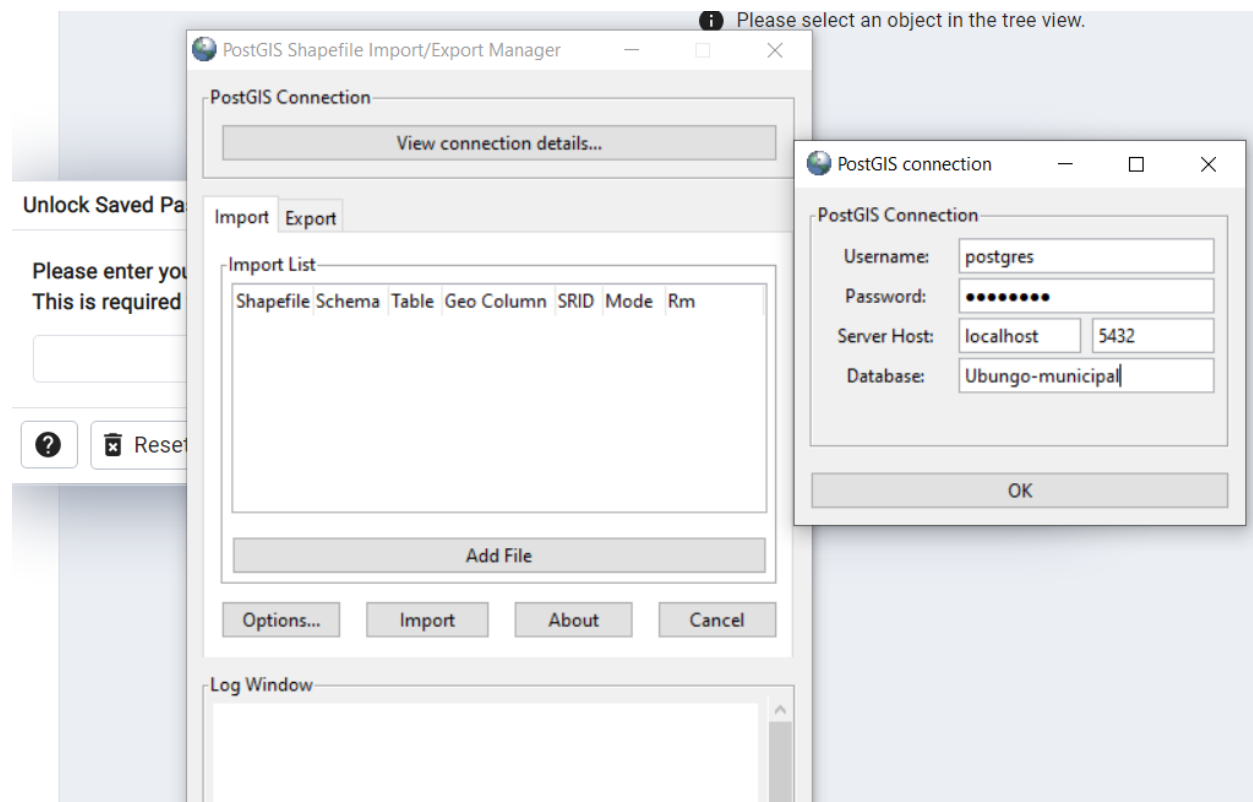 Please select an object in the tree view.
PostGIS Shapefile Import/Export Manager
PostGIS Connection
View connection details...
PostGIS connection
Unlock Saved
Import Export
PostGIS Connection
Please enter
This is required
Import List
Username: postgres
Shapefile Schema Table Geo Column SRID Mode Rm
Password: ●●●●●●●●
Server Host: localhost 5432
Database: Ubungo-municipal
Reset
OK
Add File
Options... Import About Cancel
Log Window